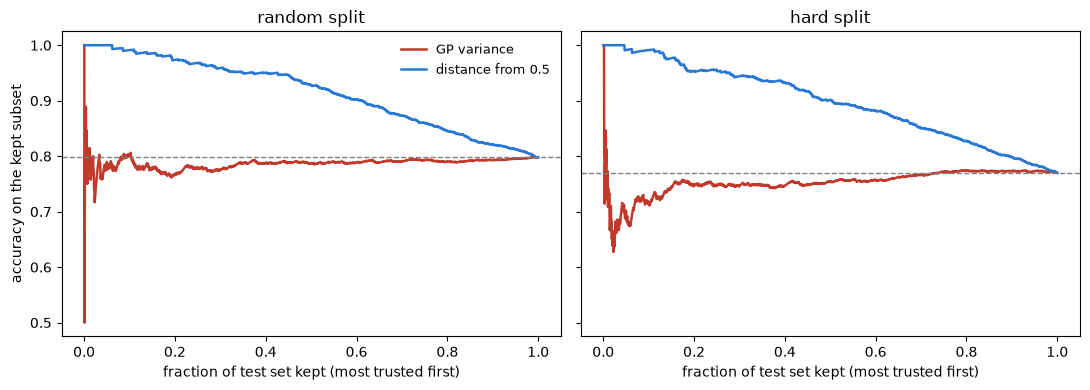 random split
hard split
GP variance
distance from 0.5
accuracy on the kept subset
1.0
0.9
0.8
0.7
0.6
0.5
0.0 0.2 0.4 0.6 0.8 1.0
0.0 0.2 0.4 0.6 0.8 1.0
fraction of test set kept (most trusted first)
fraction of test set kept (most trusted first)